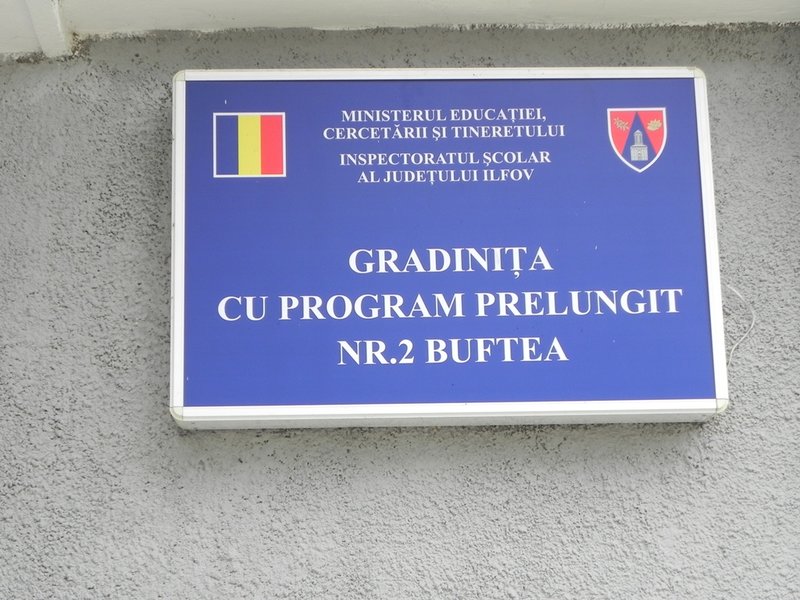 MINISTERUL EDUCAȚIEI,
CERCETĂRII ȘI TINERETULUI
INSPECTORATUL ȘCOLAR
AL JUDEȚULUI ILFOV
GRADINIȚA
CU PROGRAM PRELUNGIT
NR.2 BUFTEA